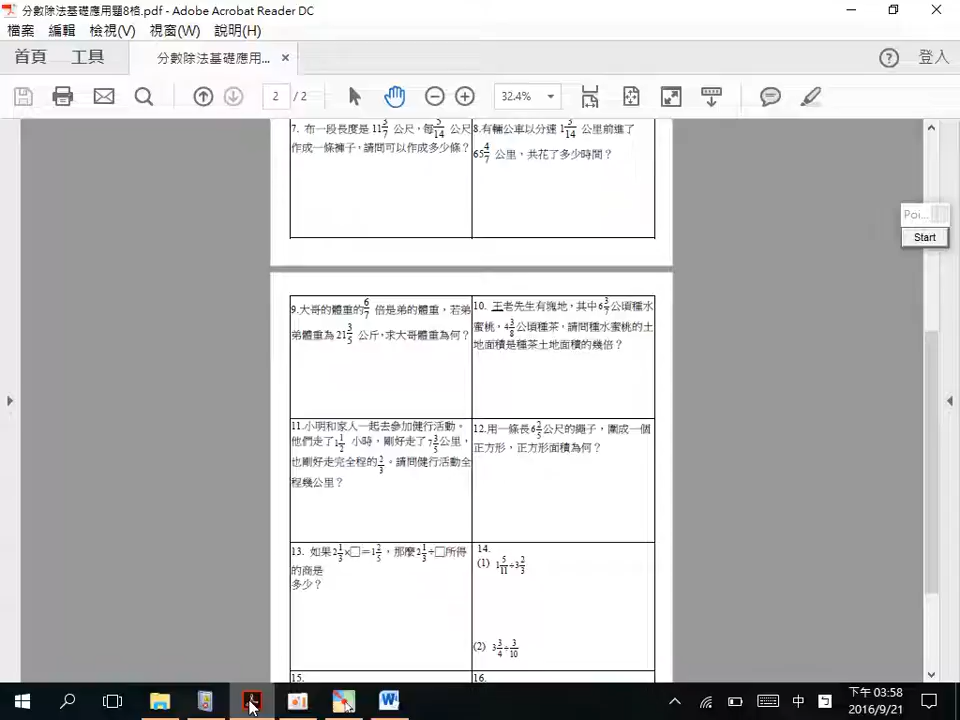 分數除法基礎應用題8格.pdf - Adobe Acrobat Reader DC
檔案 編輯 檢視(V) 視窗(W) 說明(H)
首頁 工具 分數除法基礎應用... × 登入
2 / 2 32.4%
7. 布一段長度是 11 3/7 公尺，每 5/14 公尺
作成一條褲子，請問可以作成多少條？
8.有輛公車以分速 1 5/14 公里前進了
65 4/7 公里，共花了多少時間？
Poi...
Start
9.大哥的體重的 6/7 倍是弟的體重，若弟
弟體重為 21 3/5 公斤，求大哥體重為何？
10. 王老先生有塊地，其中 6 3/7 公頃種水
蜜桃，4 3/8 公頃種茶，請問種水蜜桃的土
地面積是種茶土地面積的幾倍？
11.小明和家人一起去參加健行活動。
他們走了 1 1/2 小時，剛好走了 7 3/5 公里，
也剛好走完全程的 2/3 。請問健行活動全
程幾公里？
12.用一條長 6 2/5 公尺的繩子，圍成一個
正方形，正方形面積為何？
13. 如果 2 1/3 ×□＝1 2/5，那麼 2 1/3 ÷□所得
的商是
多少？
14.
(1) 1 5/11 ÷ 3 2/3
(2) 3 3/4 ÷ 3/10
15.
16.
中
下午 03:58
2016/9/21